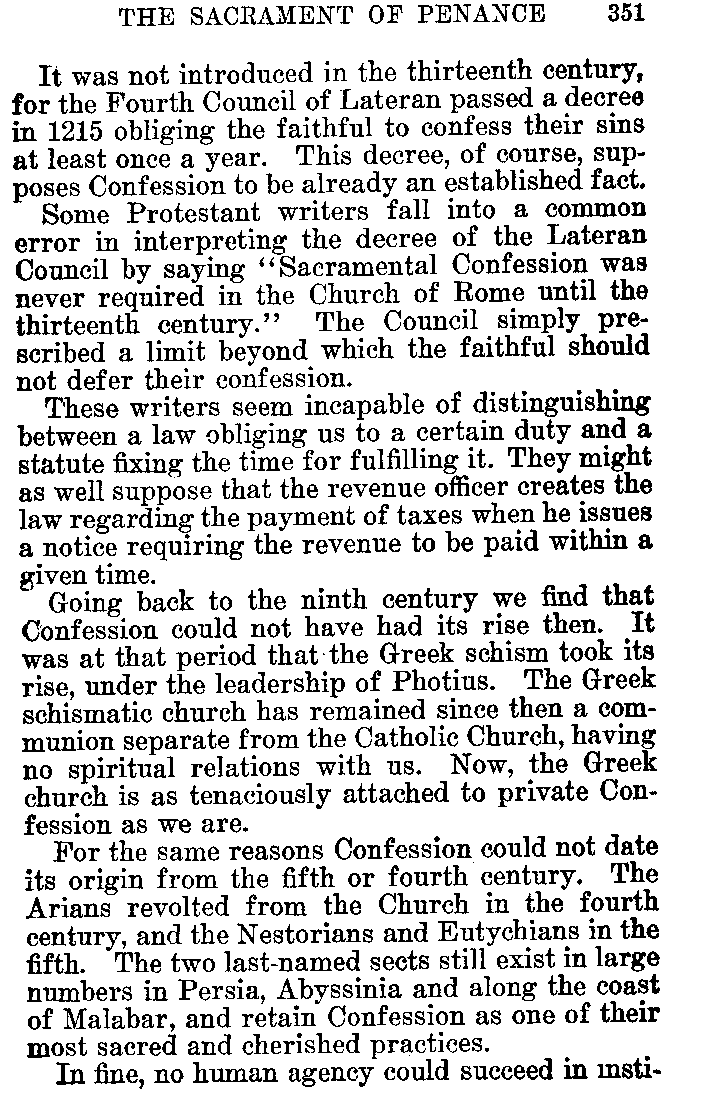 THE SACRAMENT OF PENANCE 351
It was not introduced in the thirteenth century,
for the Fourth Council of Lateran passed a decree
in 1215 obliging the faithful to confess their sins
at least once a year. This decree, of course, sup-
poses Confession to be already an established fact.
Some Protestant writers fall into a common
error in interpreting the decree of the Lateran
Council by saying "Sacramental Confession was
never required in the Church of Rome until the
thirteenth century." The Council simply pre-
scribed a limit beyond which the faithful should
not defer their confession.
These writers seem incapable of distinguishing
between a law obliging us to a certain duty and a
statute fixing the time for fulfilling it. They might
as well suppose that the revenue officer creates the
law regarding the payment of taxes when he issues
a notice requiring the revenue to be paid within a
given time.
Going back to the ninth century we find that
Confession could not have had its rise then. It
was at that period that the Greek schism took its
rise, under the leadership of Photius. The Greek
schismatic church has remained since then a com-
munion separate from the Catholic Church, having
no spiritual relations with us. Now, the Greek
church is as tenaciously attached to private Con-
fession as we are.
For the same reasons Confession could not date
its origin from the fifth or fourth century. The
Arians revolted from the Church in the fourth
century, and the Nestorians and Eutychians in the
fifth. The two last-named sects still exist in large
numbers in Persia, Abyssinia and along the coast
of Malabar, and retain Confession as one of their
most sacred and cherished practices.
In fine, no human agency could succeed in insti-